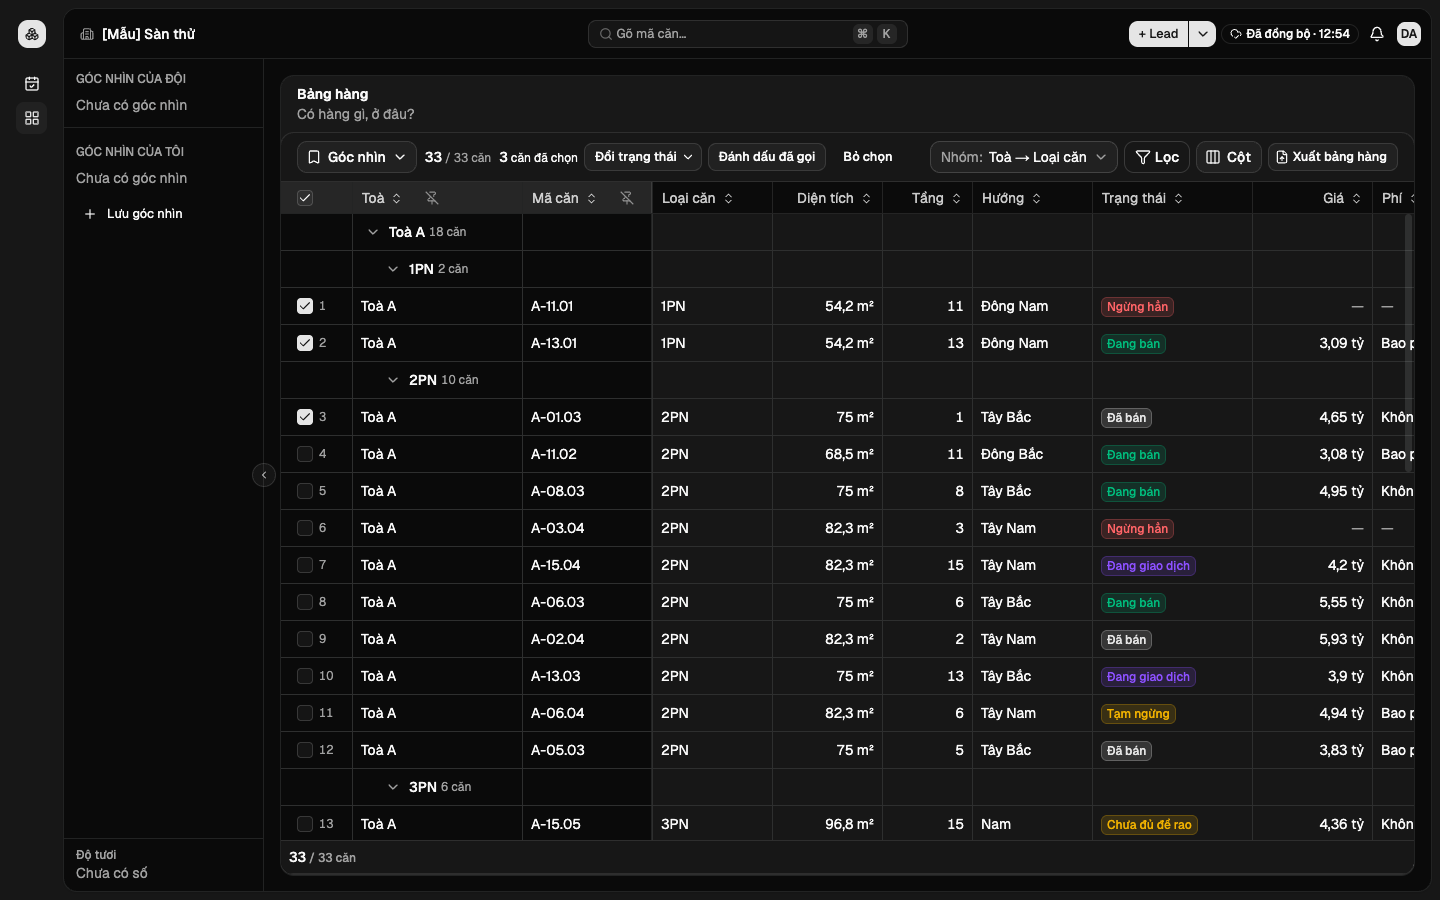 [Mẫu] Sàn thử
Gõ mã căn...
⌘ K
+ Lead
Đã đồng bộ · 12:54
DA
GÓC NHÌN CỦA ĐỘI
Chưa có góc nhìn
GÓC NHÌN CỦA TÔI
Chưa có góc nhìn
+ Lưu góc nhìn
Độ tươi
Chưa có số
Bảng hàng
Có hàng gì, ở đâu?
Góc nhìn 33 / 33 căn 3 căn đã chọn Đổi trạng thái Đánh dấu đã gọi Bỏ chọn Nhóm: Toà → Loại căn Lọc Cột Xuất bảng hàng
Toà Mã căn Loại căn Diện tích Tầng Hướng Trạng thái Giá Phí
Toà A 18 căn
1PN 2 căn
1 Toà A A-11.01 1PN 54,2 m² 11 Đông Nam Ngừng hẳn — —
2 Toà A A-13.01 1PN 54,2 m² 13 Đông Nam Đang bán 3,09 tỷ Bao p
2PN 10 căn
3 Toà A A-01.03 2PN 75 m² 1 Tây Bắc Đã bán 4,65 tỷ Khôn
4 Toà A A-11.02 2PN 68,5 m² 11 Đông Bắc Đang bán 3,08 tỷ Bao p
5 Toà A A-08.03 2PN 75 m² 8 Tây Bắc Đang bán 4,95 tỷ Khôn
6 Toà A A-03.04 2PN 82,3 m² 3 Tây Nam Ngừng hẳn — —
7 Toà A A-15.04 2PN 82,3 m² 15 Tây Nam Đang giao dịch 4,2 tỷ Khôn
8 Toà A A-06.03 2PN 75 m² 6 Tây Bắc Đang bán 5,55 tỷ Khôn
9 Toà A A-02.04 2PN 82,3 m² 2 Tây Nam Đã bán 5,93 tỷ Khôn
10 Toà A A-13.03 2PN 75 m² 13 Tây Bắc Đang giao dịch 3,9 tỷ Khôn
11 Toà A A-06.04 2PN 82,3 m² 6 Tây Nam Tạm ngừng 4,94 tỷ Bao p
12 Toà A A-05.03 2PN 75 m² 5 Tây Bắc Đã bán 3,83 tỷ Bao p
3PN 6 căn
13 Toà A A-15.05 3PN 96,8 m² 15 Nam Chưa đủ để rao 4,36 tỷ Khôn
33 / 33 căn